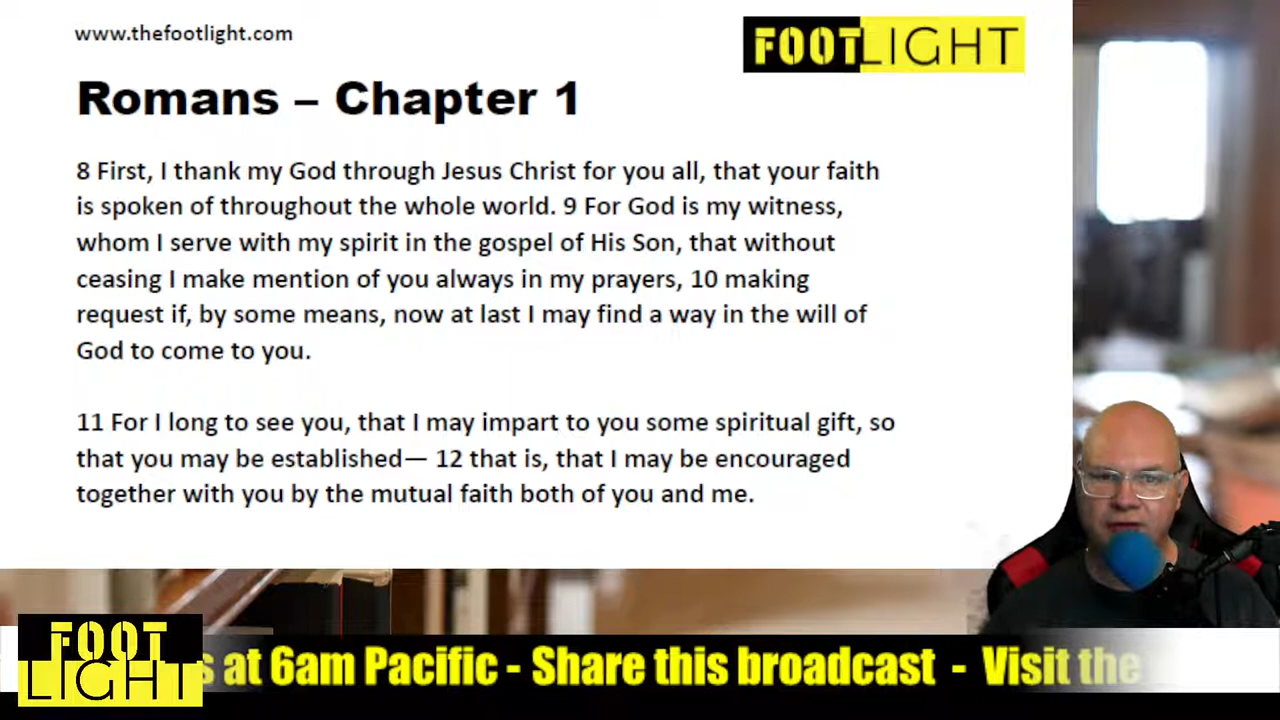 www.thefootlight.com
FOOTLIGHT
Romans – Chapter 1
8 First, I thank my God through Jesus Christ for you all, that your faith
is spoken of throughout the whole world. 9 For God is my witness,
whom I serve with my spirit in the gospel of His Son, that without
ceasing I make mention of you always in my prayers, 10 making
request if, by some means, now at last I may find a way in the will of
God to come to you.
11 For I long to see you, that I may impart to you some spiritual gift, so
that you may be established— 12 that is, that I may be encouraged
together with you by the mutual faith both of you and me.
FOOT
LIGHT
s at 6am Pacific - Share this broadcast - Visit the